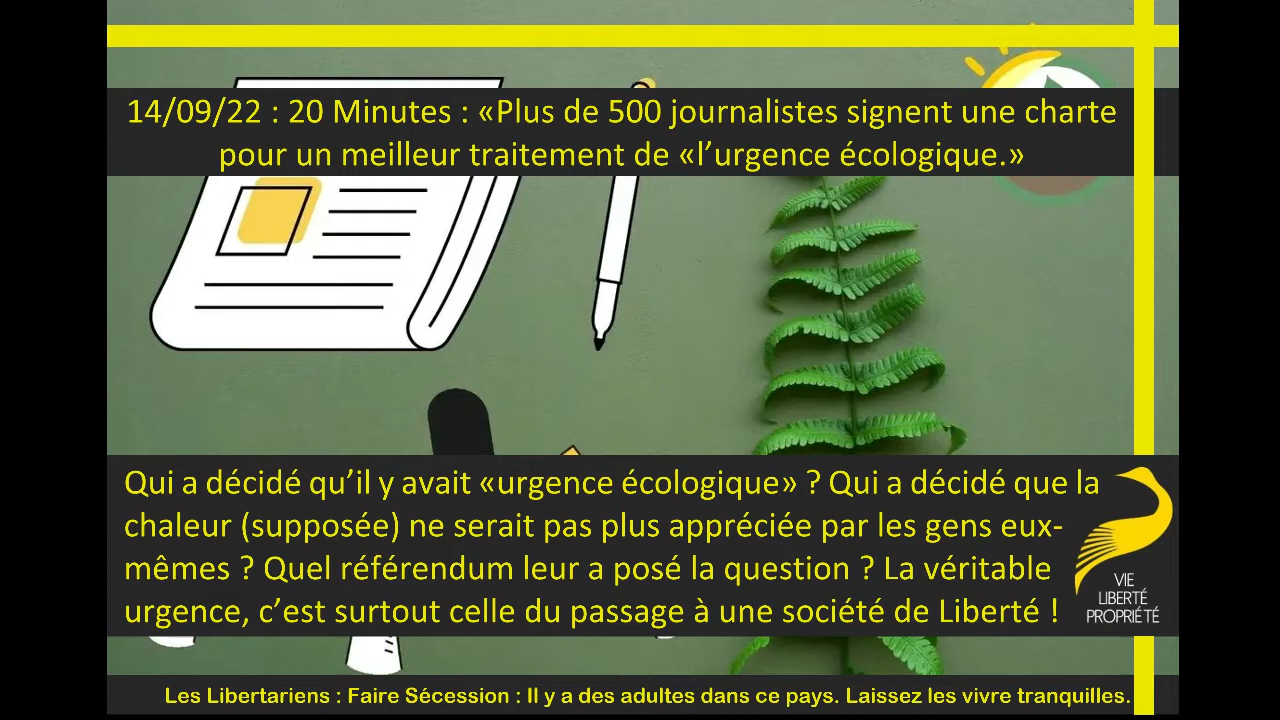 14/09/22 : 20 Minutes : «Plus de 500 journalistes signent une charte
pour un meilleur traitement de «l’urgence écologique.»
Qui a décidé qu’il y avait «urgence écologique» ? Qui a décidé que la
chaleur (supposée) ne serait pas plus appréciée par les gens eux-
mêmes ? Quel référendum leur a posé la question ? La véritable
urgence, c’est surtout celle du passage à une société de Liberté !
VIE
LIBERTÉ
PROPRIÉTÉ
Les Libertariens : Faire Sécession : Il y a des adultes dans ce pays. Laissez les vivre tranquilles.